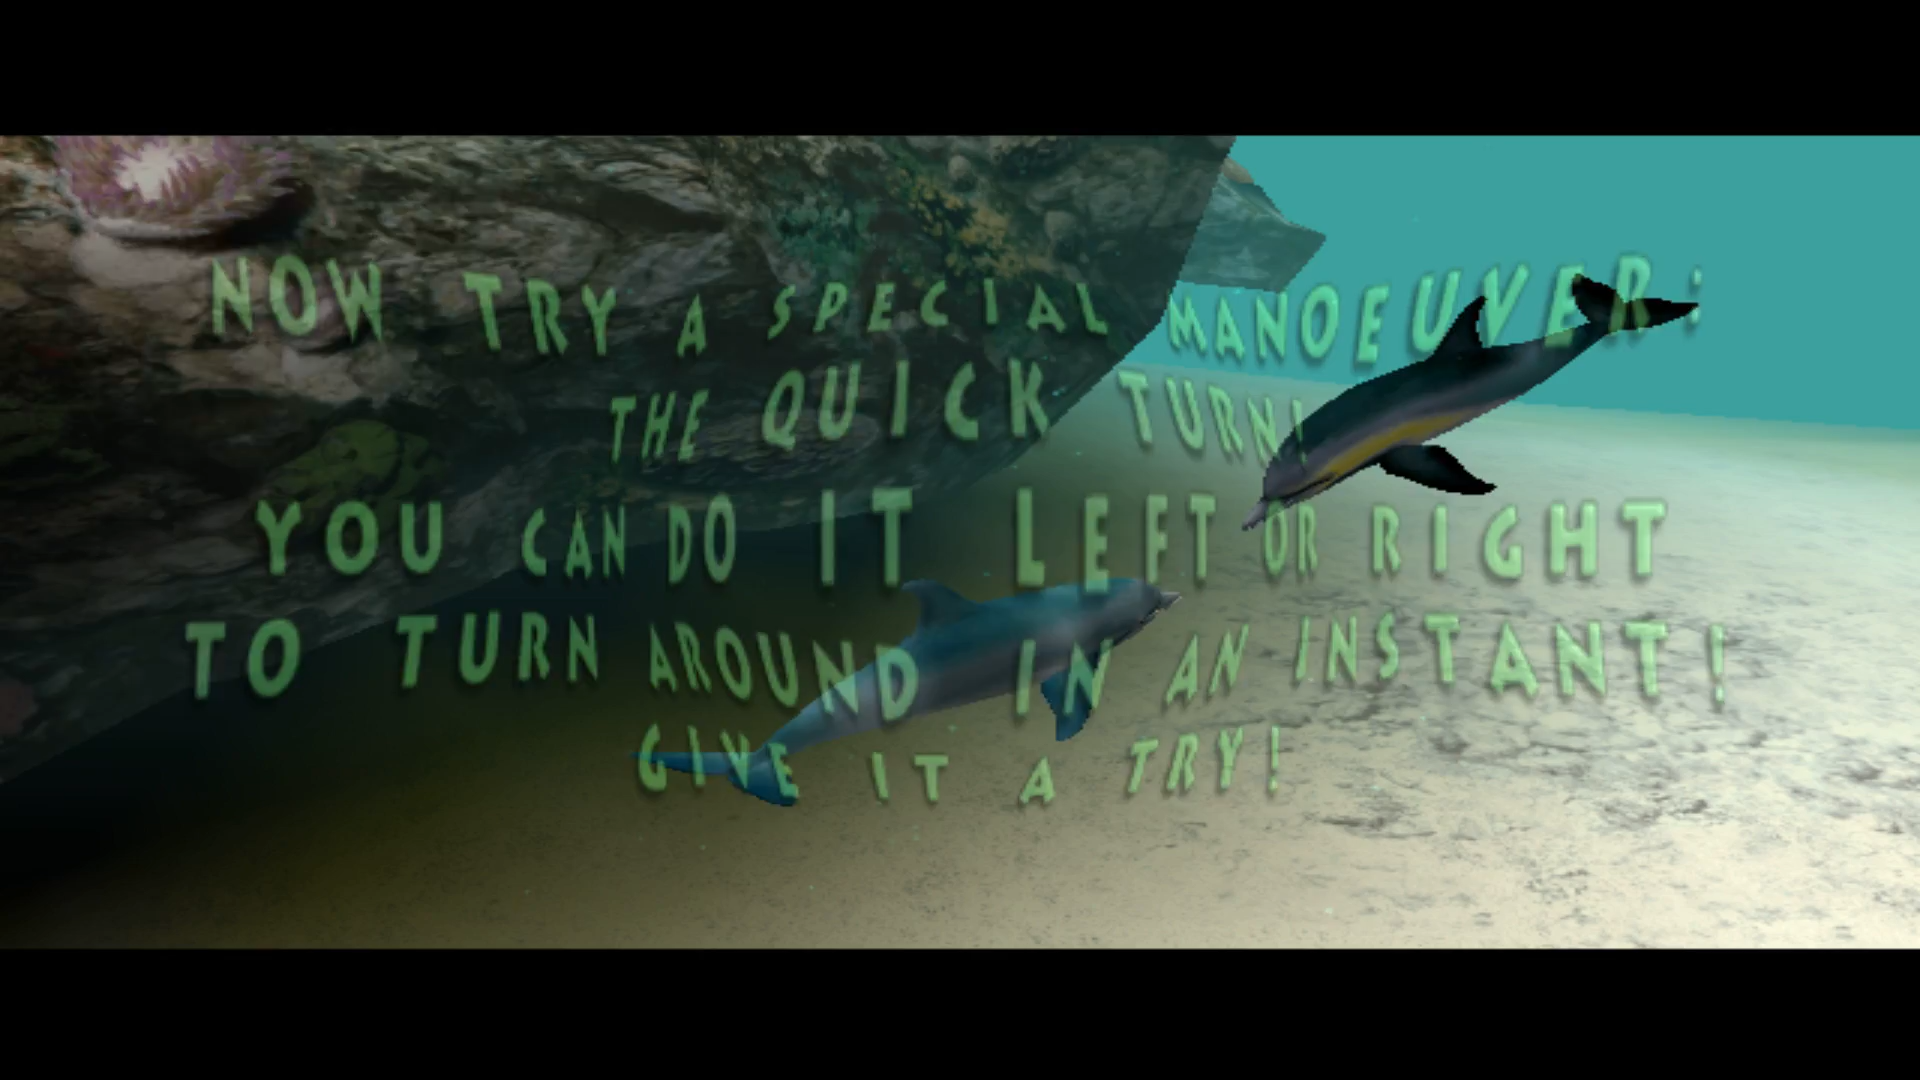 NOW TRY A SPECIAL MANOEUVER:
THE QUICK TURN!
YOU CAN DO IT LEFT OR RIGHT
TO TURN AROUND IN AN INSTANT!
GIVE IT A TRY!